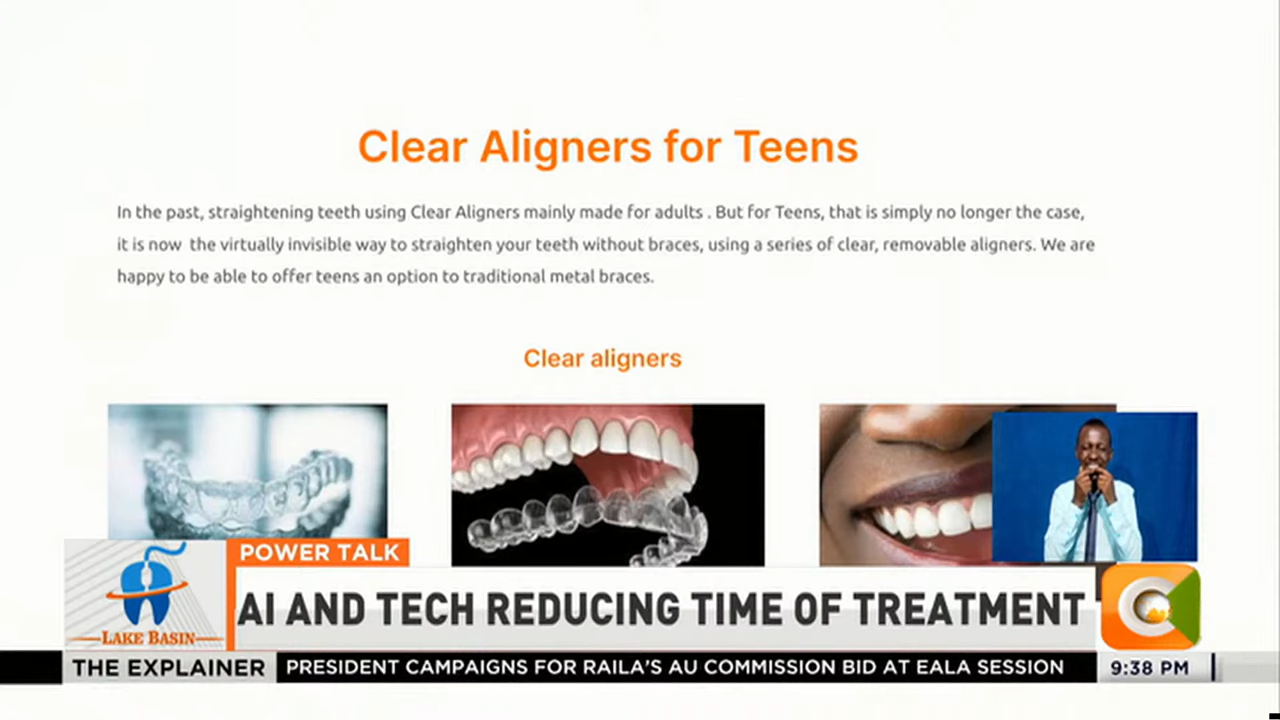 Clear Aligners for Teens
In the past, straightening teeth using Clear Aligners mainly made for adults . But for Teens, that is simply no longer the case,
it is now the virtually invisible way to straighten your teeth without braces, using a series of clear, removable aligners. We are
happy to be able to offer teens an option to traditional metal braces.
Clear aligners
POWER TALK
AI AND TECH REDUCING TIME OF TREATMENT
LAKE BASIN
THE EXPLAINER
PRESIDENT CAMPAIGNS FOR RAILA'S AU COMMISSION BID AT EALA SESSION
9:38 PM